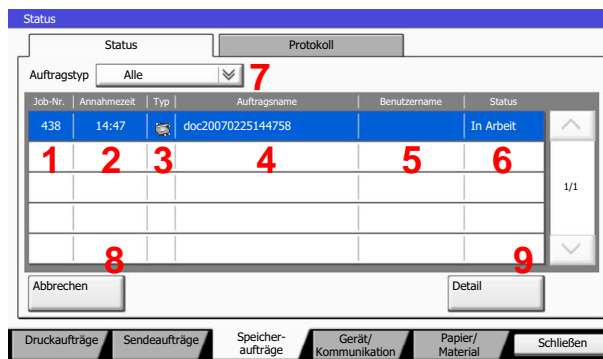 Status
Status Protokoll
Auftragstyp Alle 7
Job-Nr. Annahmezeit Typ Auftragsname Benutzername Status
438 14:47 doc20070225144758 In Arbeit
1 2 3 4 5 6
1/1
8 9
Abbrechen Detail
Druckaufträge Sendeaufträge Speicher-
aufträge Gerät/
Kommunikation Papier/
Material Schließen